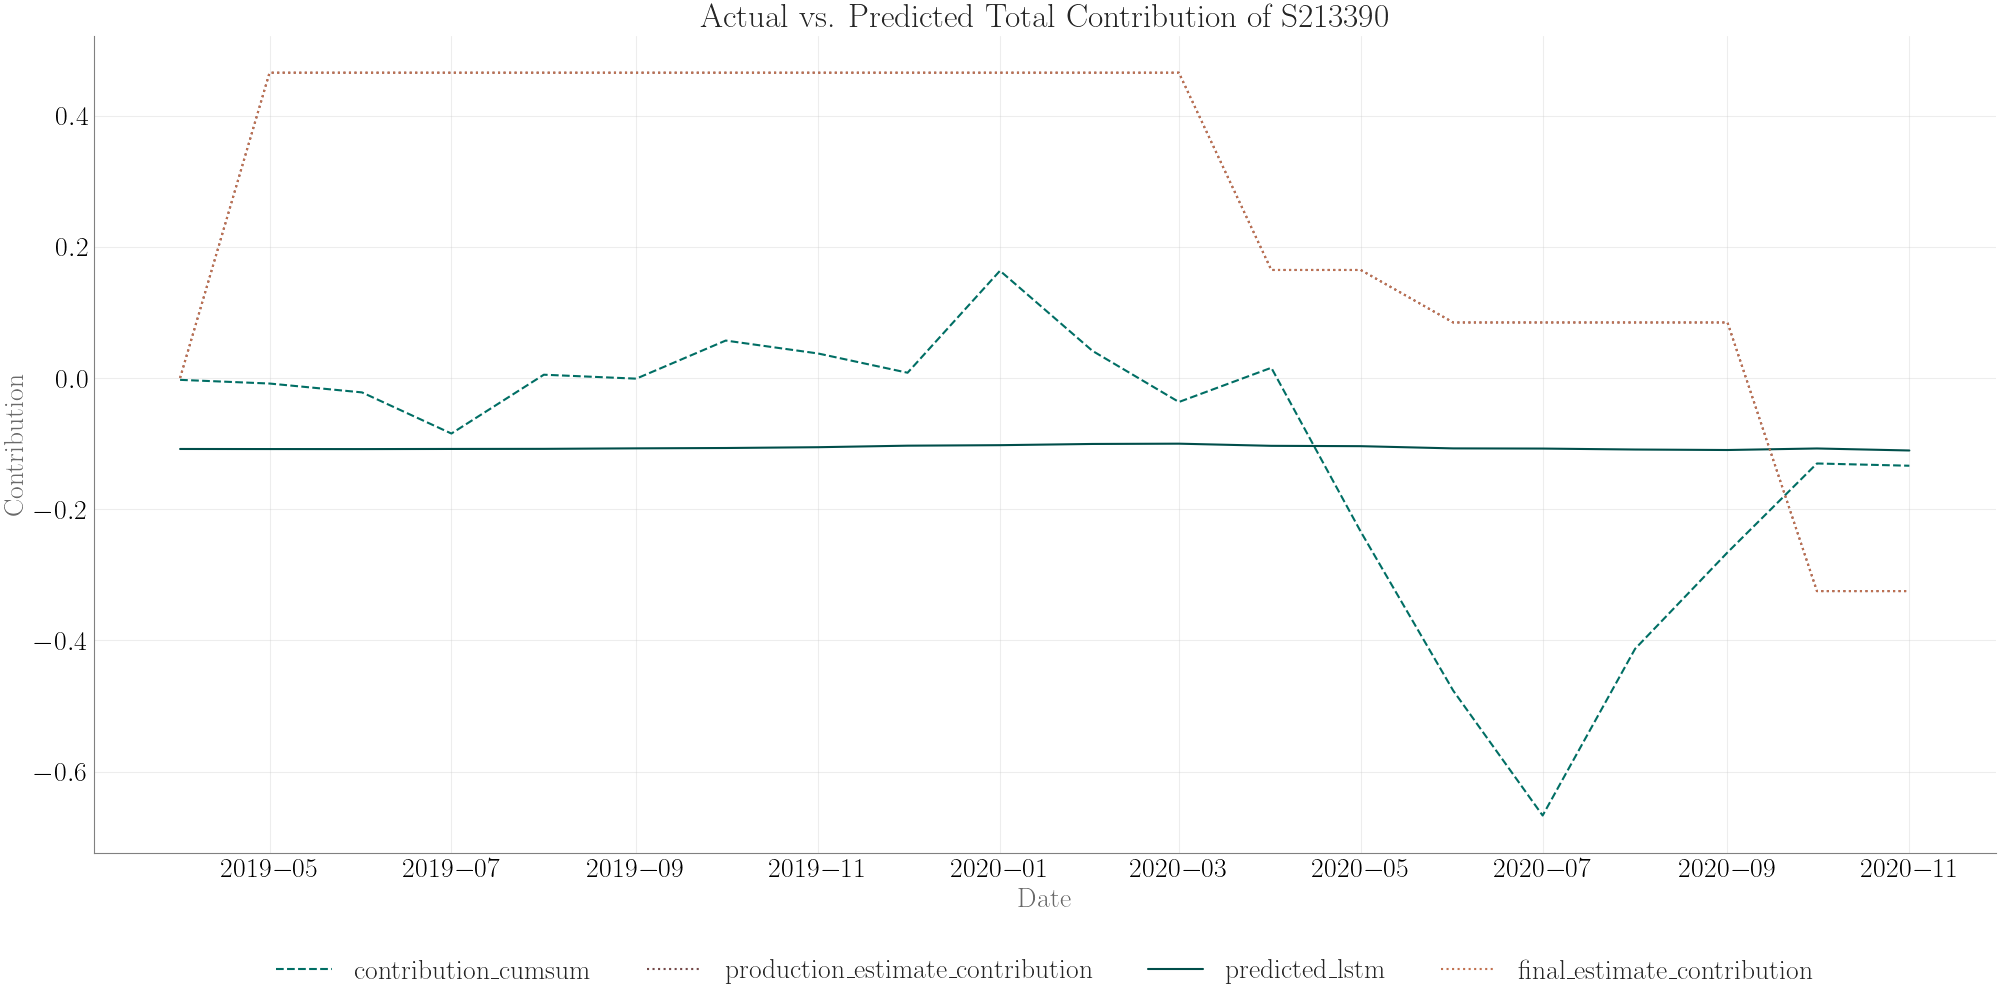 Actual vs. Predicted Total Contribution of S213390
Contribution
0.4
0.2
0.0
−0.2
−0.4
−0.6
2019−05 2019−07 2019−09 2019−11 2020−01 2020−03 2020−05 2020−07 2020−09 2020−11
Date
contribution_cumsum production_estimate_contribution predicted_lstm final_estimate_contribution